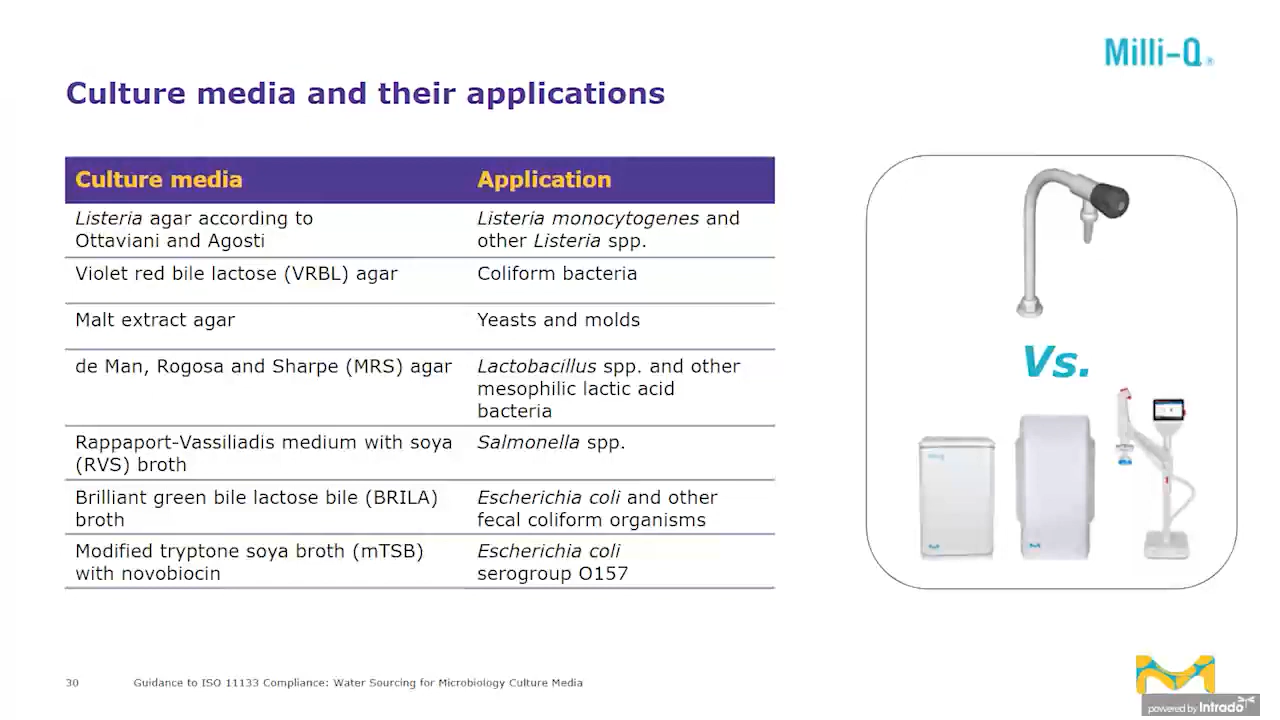 Milli-Q®
Culture media and their applications
Culture media Application
Listeria agar according to
Ottaviani and Agosti
Listeria monocytogenes and
other Listeria spp.
Violet red bile lactose (VRBL) agar
Coliform bacteria
Malt extract agar
Yeasts and molds
de Man, Rogosa and Sharpe (MRS) agar
Lactobacillus spp. and other
mesophilic lactic acid
bacteria
Rappaport-Vassiliadis medium with soya
(RVS) broth
Salmonella spp.
Brilliant green bile lactose bile (BRILA)
broth
Escherichia coli and other
fecal coliform organisms
Modified tryptone soya broth (mTSB)
with novobiocin
Escherichia coli
serogroup O157
Vs.
30 Guidance to ISO 11133 Compliance: Water Sourcing for Microbiology Culture Media
powered by Intrado